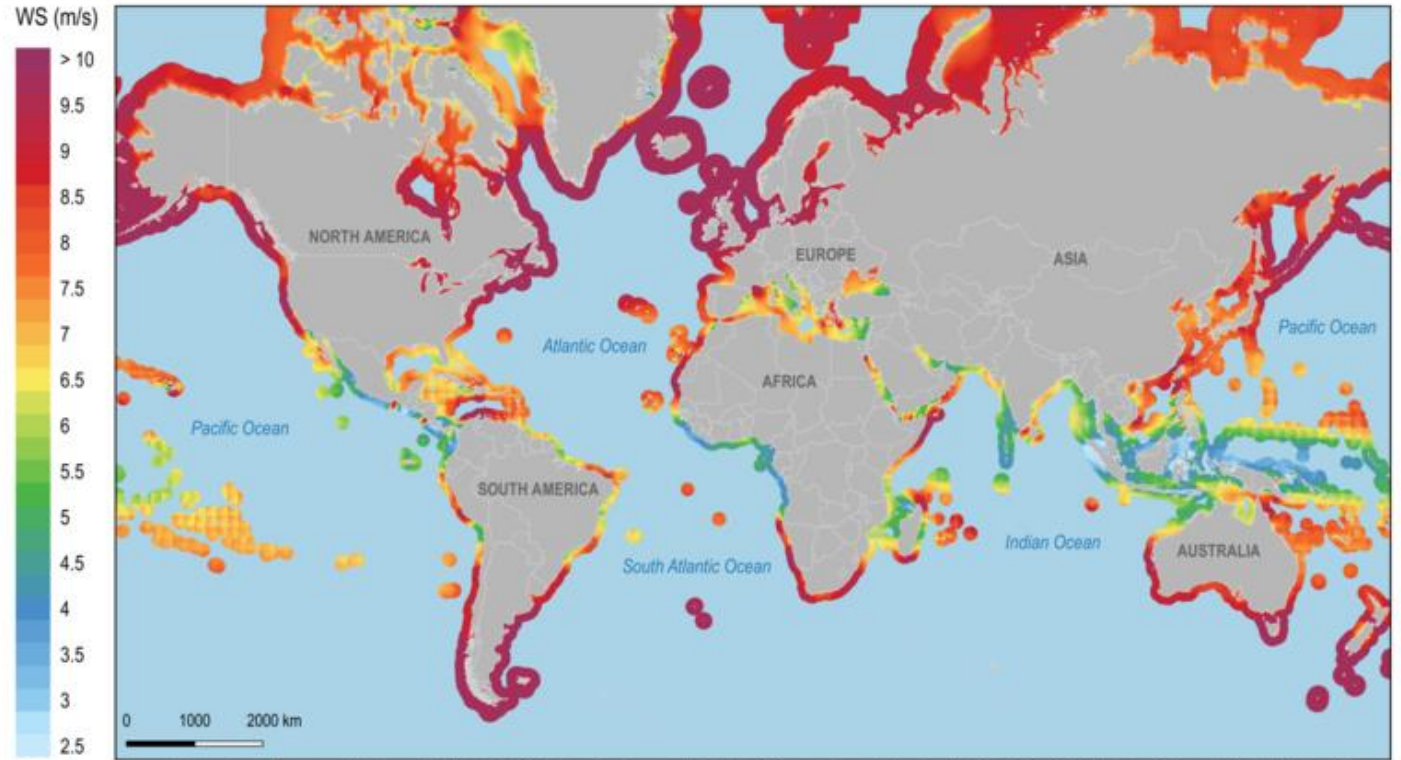 WS (m/s)
> 10
9.5
9
8.5
8
7.5
7
6.5
6
5.5
5
4.5
4
3.5
3
2.5
NORTH AMERICA
EUROPE
ASIA
Atlantic Ocean
Pacific Ocean
AFRICA
Pacific Ocean
SOUTH AMERICA
South Atlantic Ocean
Indian Ocean
AUSTRALIA
0 1000 2000 km